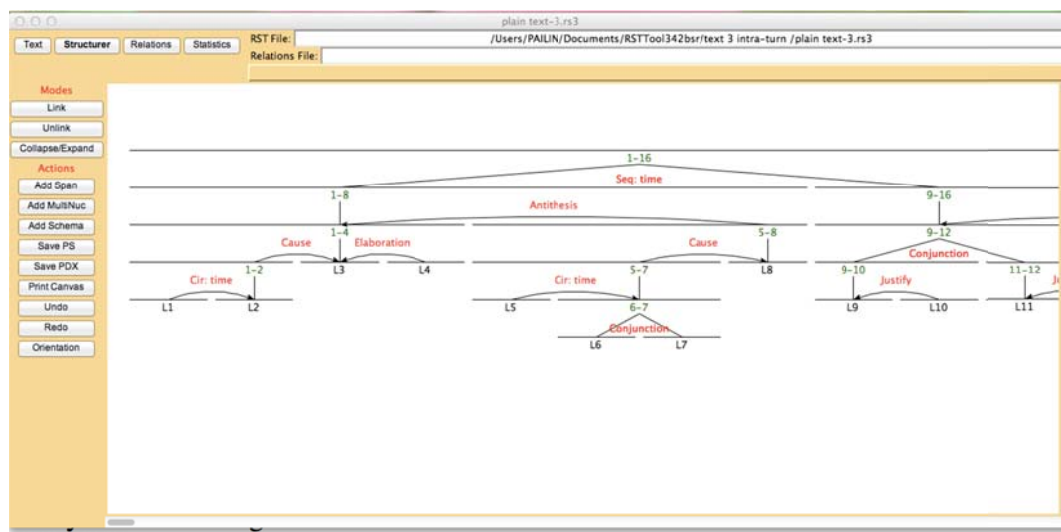 plain text-3.rs3
Text Structurer Relations Statistics RST File: /Users/PAILIN/Documents/RSTTool342bsr/text 3 intra-turn /plain text-3.rs3
Relations File:
Modes
Link
Unlink
Collapse/Expand
Actions
Add Span
Add MultiNuc
Add Schema
Save PS
Save PDX
Print Canvas
Undo
Redo
Orientation
1-16
Seq: time
1-8 9-16
Antithesis
1-4 5-8 9-12
Cause Elaboration Cause Conjunction
1-2 L3 L4 5-7 L8 9-10 11-12
Cir: time Cir: time Justify
L1 L2 L5 6-7 L9 L10 L11
Conjunction
L6 L7